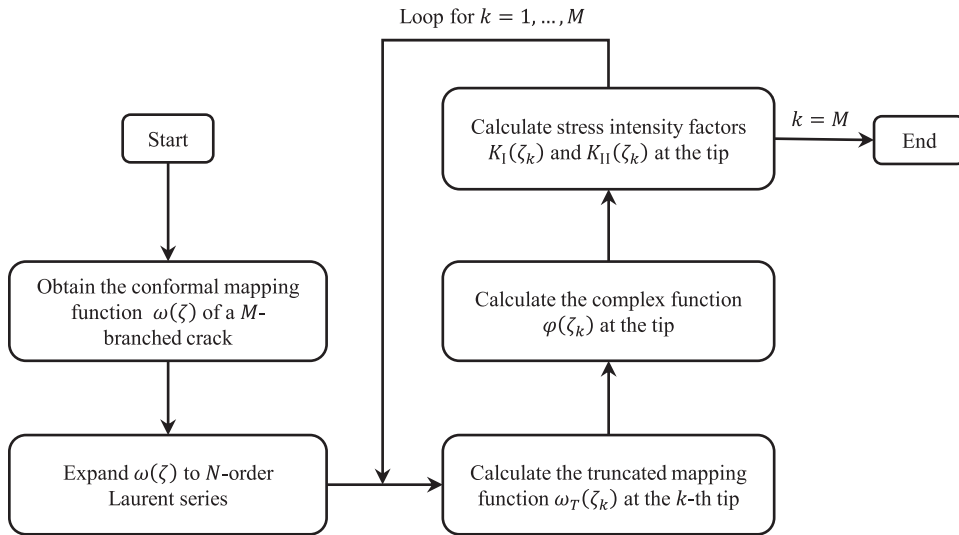 Start
Obtain the conformal mapping
function ω(ζ) of a M-
branched crack
Expand ω(ζ) to N-order
Laurent series
Loop for k = 1, ..., M
Calculate the truncated mapping
function ω_T(ζ_k) at the k-th tip
Calculate the complex function
φ(ζ_k) at the tip
Calculate stress intensity factors
K_I(ζ_k) and K_II(ζ_k) at the tip
k = M
End